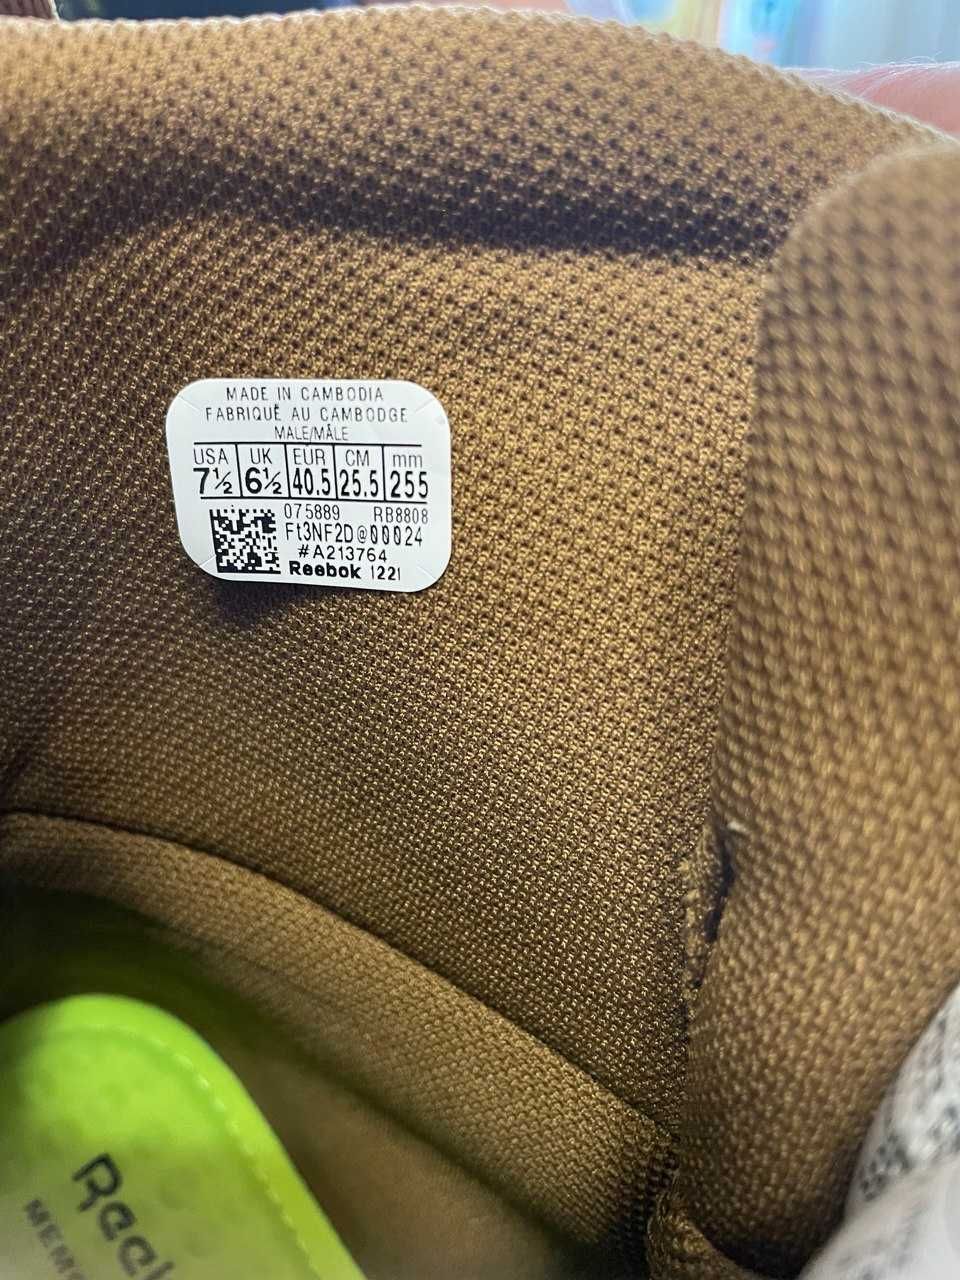 MADE IN CAMBODIA
FABRIQUÉ AU CAMBODGE
MALE/MÂLE
USA UK EUR CM mm
7½ 6½ 40.5 25.5 255
075889 RB8808
Ft3NF2D@00024
#A213764
Reebok 1221